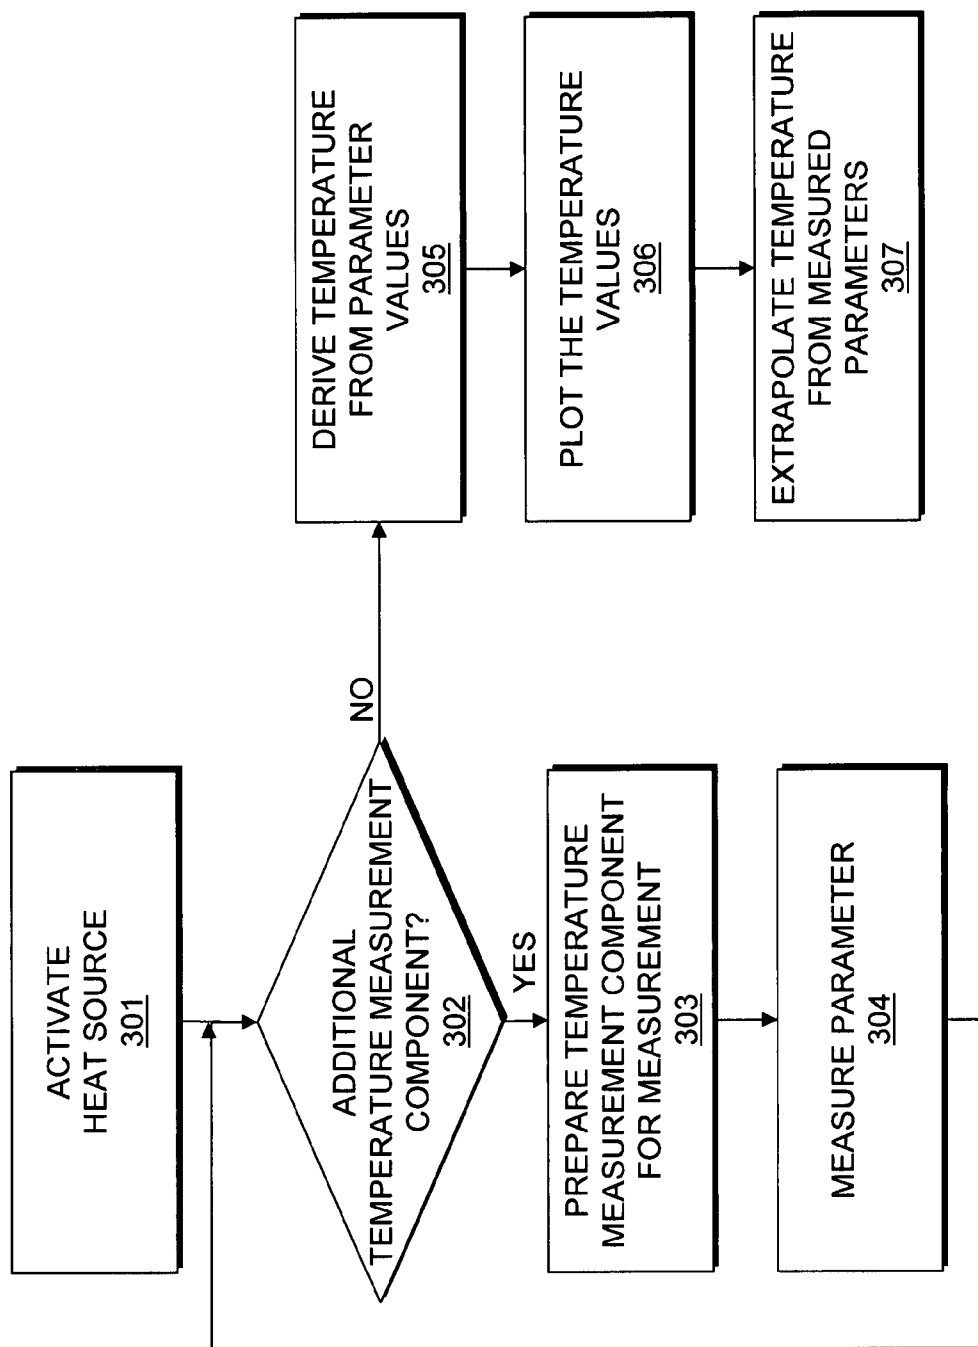 ACTIVATE
HEAT SOURCE
301
ADDITIONAL
TEMPERATURE MEASUREMENT
COMPONENT?
302
NO
YES
PREPARE TEMPERATURE
MEASUREMENT COMPONENT
FOR MEASUREMENT
303
MEASURE PARAMETER
304
DERIVE TEMPERATURE
FROM PARAMETER
VALUES
305
PLOT THE TEMPERATURE
VALUES
306
EXTRAPOLATE TEMPERATURE
FROM MEASURED
PARAMETERS
307